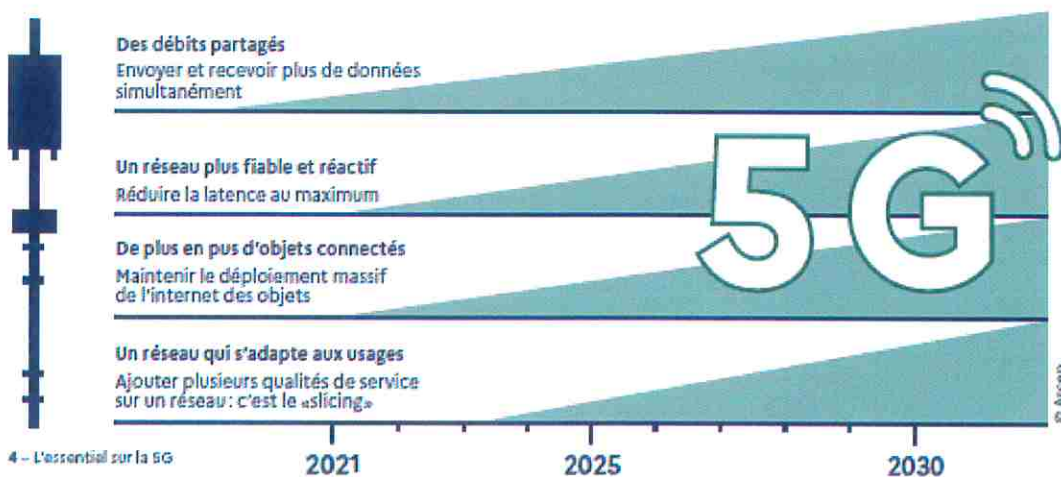 Des débits partagés
Envoyer et recevoir plus de données
simultanément
Un réseau plus fiable et réactif
Réduire la latence au maximum
De plus en pus d'objets connectés
Maintenir le déploiement massif
de l'internet des objets
Un réseau qui s'adapte aux usages
Ajouter plusieurs qualités de service
sur un réseau : c'est le «slicing»
5G
© Arcep
4 – L'essentiel sur la 5G
2021
2025
2030